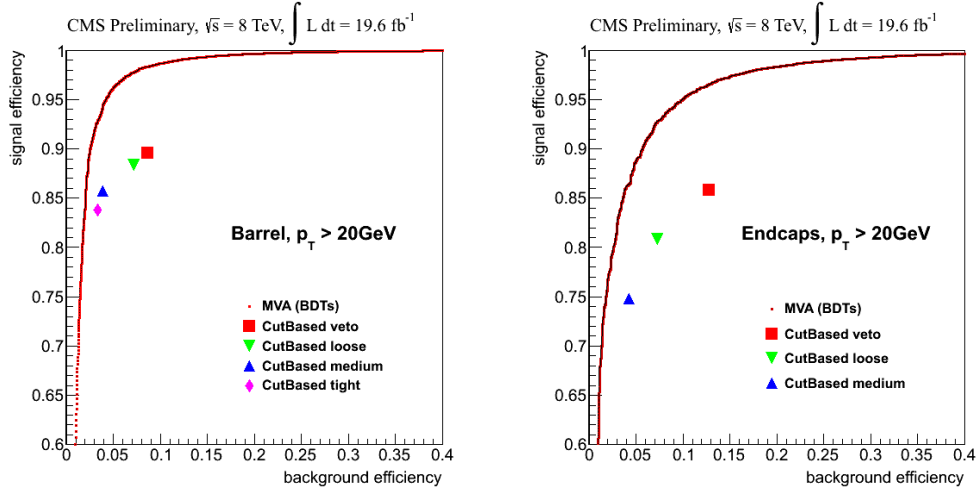 CMS Preliminary, √s = 8 TeV, ∫ L dt = 19.6 fb⁻¹
signal efficiency
1
0.95
0.9
0.85
0.8
0.75
0.7
0.65
0.6
Barrel, p_T > 20GeV
MVA (BDTs)
CutBased veto
CutBased loose
CutBased medium
CutBased tight
0 0.05 0.1 0.15 0.2 0.25 0.3 0.35 0.4
background efficiency
CMS Preliminary, √s = 8 TeV, ∫ L dt = 19.6 fb⁻¹
signal efficiency
1
0.95
0.9
0.85
0.8
0.75
0.7
0.65
0.6
Endcaps, p_T > 20GeV
MVA (BDTs)
CutBased veto
CutBased loose
CutBased medium
0 0.05 0.1 0.15 0.2 0.25 0.3 0.35 0.4
background efficiency